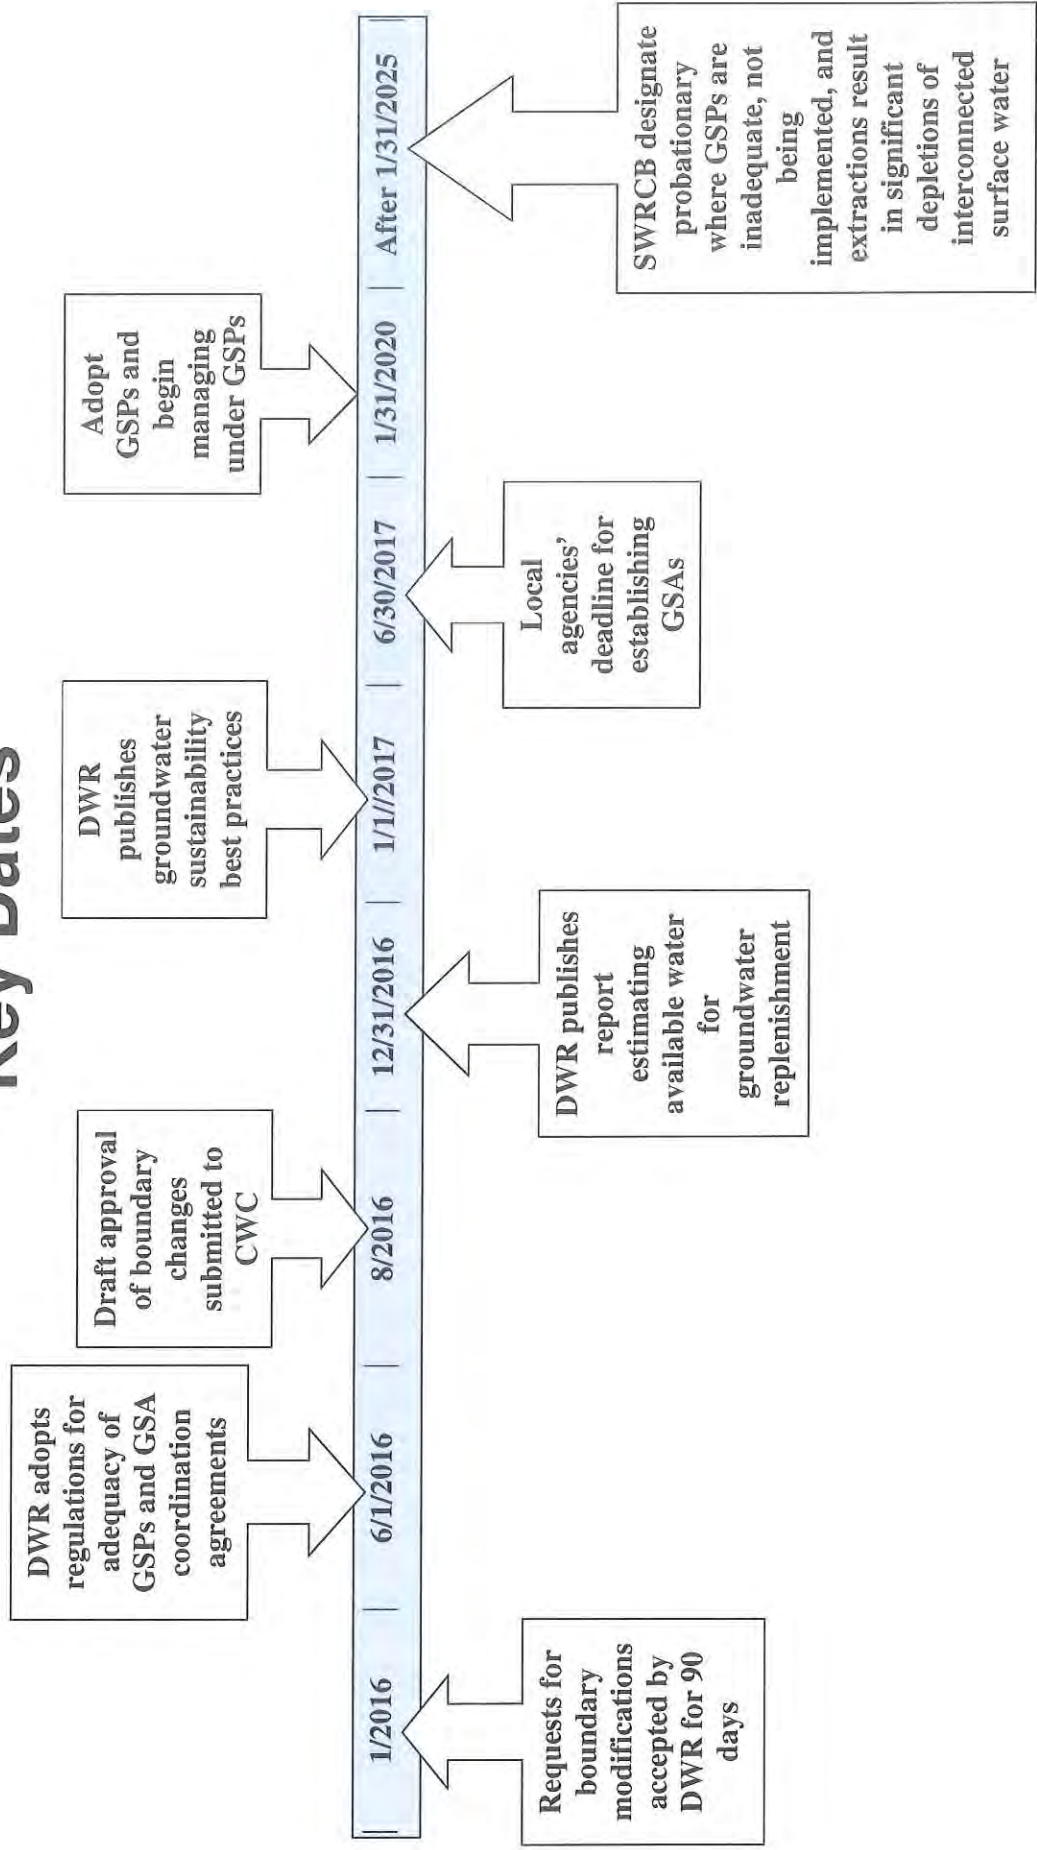 Key Dates
DWR adopts
regulations for
adequacy of
GSPs and GSA
coordination
agreements
Draft approval
of boundary
changes
submitted to
CWC
DWR
publishes
groundwater
sustainability
best practices
Adopt
GSPs and
begin
managing
under GSPs
1/2016 | 6/1/2016 | 8/2016 | 12/31/2016 | 1/1//2017 | 6/30/2017 | 1/31/2020 | After 1/31/2025
Requests for
boundary
modifications
accepted by
DWR for 90
days
DWR publishes
report
estimating
available water
for
groundwater
replenishment
Local
agencies’
deadline for
establishing
GSAs
SWRCB designate
probationary
where GSPs are
inadequate, not
being
implemented, and
extractions result
in significant
depletions of
interconnected
surface water